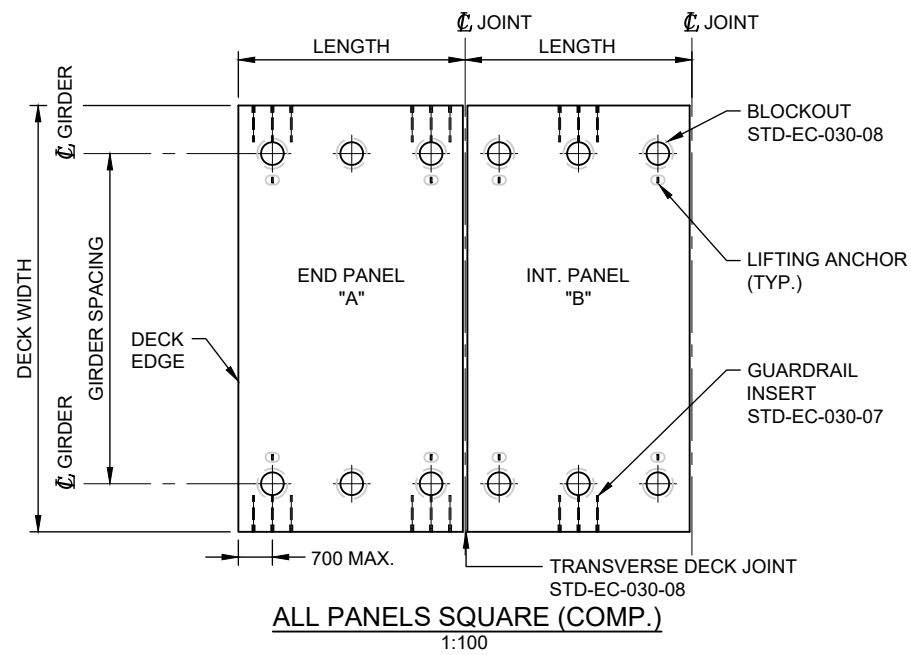 ℄ JOINT
℄ JOINT
LENGTH
LENGTH
℄ GIRDER
BLOCKOUT
STD-EC-030-08
DECK WIDTH
GIRDER SPACING
END PANEL
"A"
INT. PANEL
"B"
LIFTING ANCHOR
(TYP.)
DECK
EDGE
GUARDRAIL
INSERT
STD-EC-030-07
℄ GIRDER
700 MAX.
TRANSVERSE DECK JOINT
STD-EC-030-08
ALL PANELS SQUARE (COMP.)
1:100